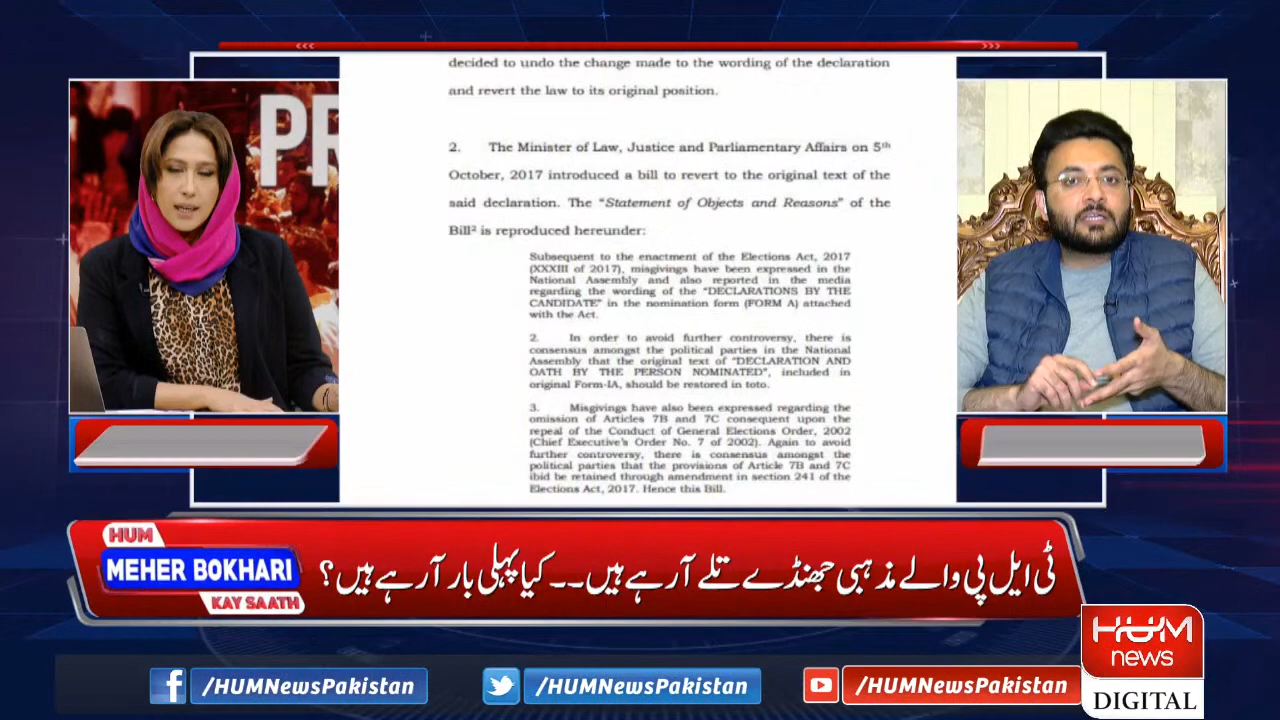 PR
decided to undo the change made to the wording of the declaration
and revert the law to its original position.
2. The Minister of Law, Justice and Parliamentary Affairs on 5th
October, 2017 introduced a bill to revert to the original text of the
said declaration. The “Statement of Objects and Reasons” of the
Bill² is reproduced hereunder:
Subsequent to the enactment of the Elections Act, 2017
(XXXIII of 2017), misgivings have been expressed in the
National Assembly and also reported in the media
regarding the wording of the “DECLARATIONS BY THE
CANDIDATE” in the nomination form (FORM A) attached
with the Act.
2. In order to avoid further controversy, there is
consensus amongst the political parties in the National
Assembly that the original text of “DECLARATION AND
OATH BY THE PERSON NOMINATED”, included in
original Form-IA, should be restored in toto.
3. Misgivings have also been expressed regarding the
omission of Articles 7B and 7C consequent upon the
repeal of the Conduct of General Elections Order, 2002
(Chief Executive’s Order No. 7 of 2002). Again to avoid
further controversy, there is consensus amongst the
political parties that the provisions of Article 7B and 7C
ibid be retained through amendment in section 241 of the
Elections Act, 2017. Hence this Bill.
HUM
MEHER BOKHARI
KAY SAATH
ٹی ایل پی والے مذہبی جھنڈے تلے آرہے ہیں۔۔کیا پہلی بار آرہے ہیں؟
/HUMNewsPakistan
/HUMNewsPakistan
/HUMNewsPakistan
HUM
news
DIGITAL